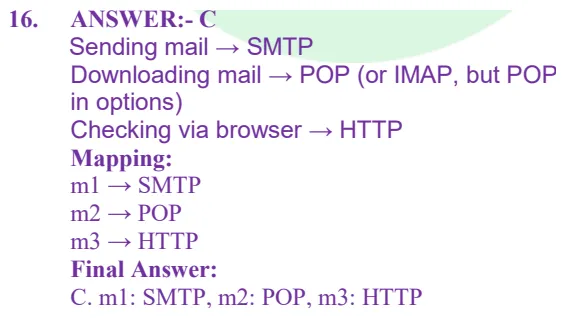 16. ANSWER:- C
Sending mail → SMTP
Downloading mail → POP (or IMAP, but POP
in options)
Checking via browser → HTTP
Mapping:
m1 → SMTP
m2 → POP
m3 → HTTP
Final Answer:
C. m1: SMTP, m2: POP, m3: HTTP